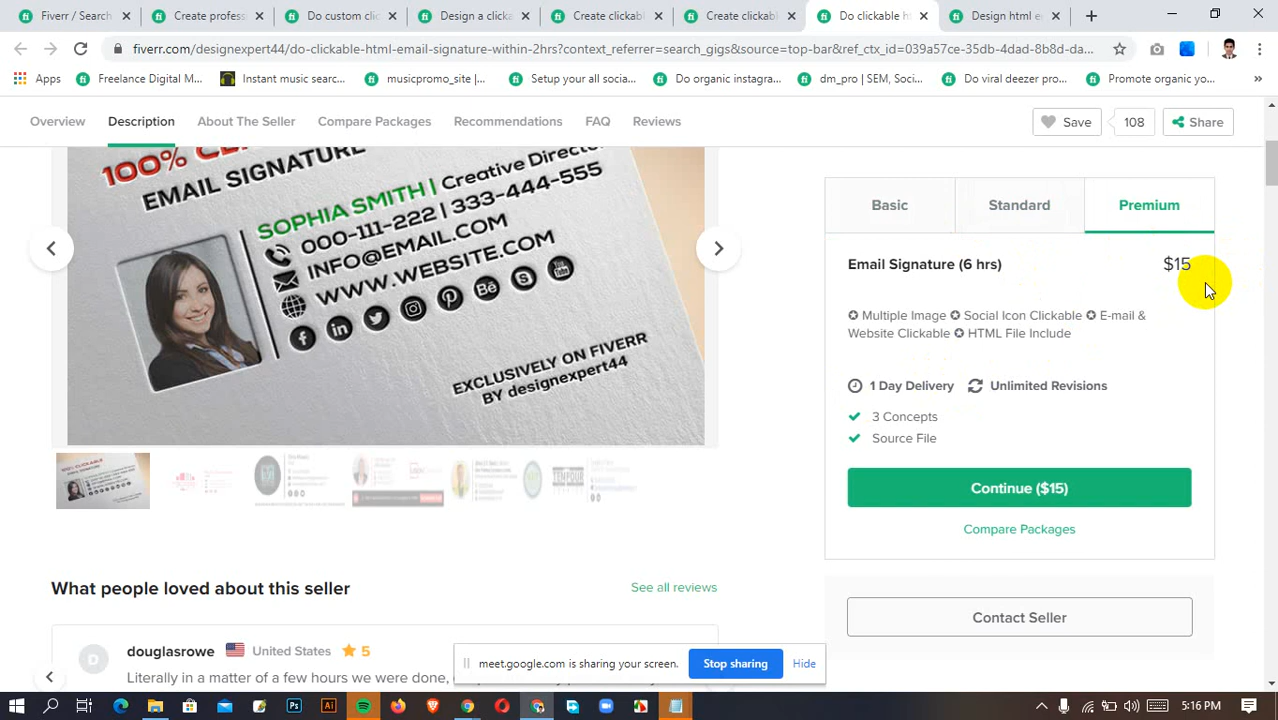 Fiverr / Search
Create profess
Do custom clic
Design a clicka
Create clickab
Create clickabl
Do clickable h
Design html em
fiverr.com/designexpert44/do-clickable-html-email-signature-within-2hrs?context_referrer=search_gigs&source=top-bar&ref_ctx_id=039a57ce-35db-4dad-8b8d-da...
Apps
Freelance Digital M...
Instant music searc...
musicpromo_site |...
Setup your all socia...
Do organic instagra...
dm_pro | SEM, Soci...
Do viral deezer pro...
Promote organic yo...
Overview
Description
About The Seller
Compare Packages
Recommendations
FAQ
Reviews
Save
108
Share
EMAIL SIGNATURE
SOPHIA SMITH | Creative Director
000-111-222 | 333-444-555
INFO@EMAIL.COM
WWW.WEBSITE.COM
EXCLUSIVELY ON FIVERR
BY designexpert44
Basic
Standard
Premium
Email Signature (6 hrs)
$15
✪ Multiple Image ✪ Social Icon Clickable ✪ E-mail &
Website Clickable ✪ HTML File Include
1 Day Delivery
Unlimited Revisions
3 Concepts
Source File
Continue ($15)
Compare Packages
Contact Seller
What people loved about this seller
See all reviews
D
douglasrowe
United States
5
Literally in a matter of a few hours we were done,
meet.google.com is sharing your screen.
Stop sharing
Hide
5:16 PM